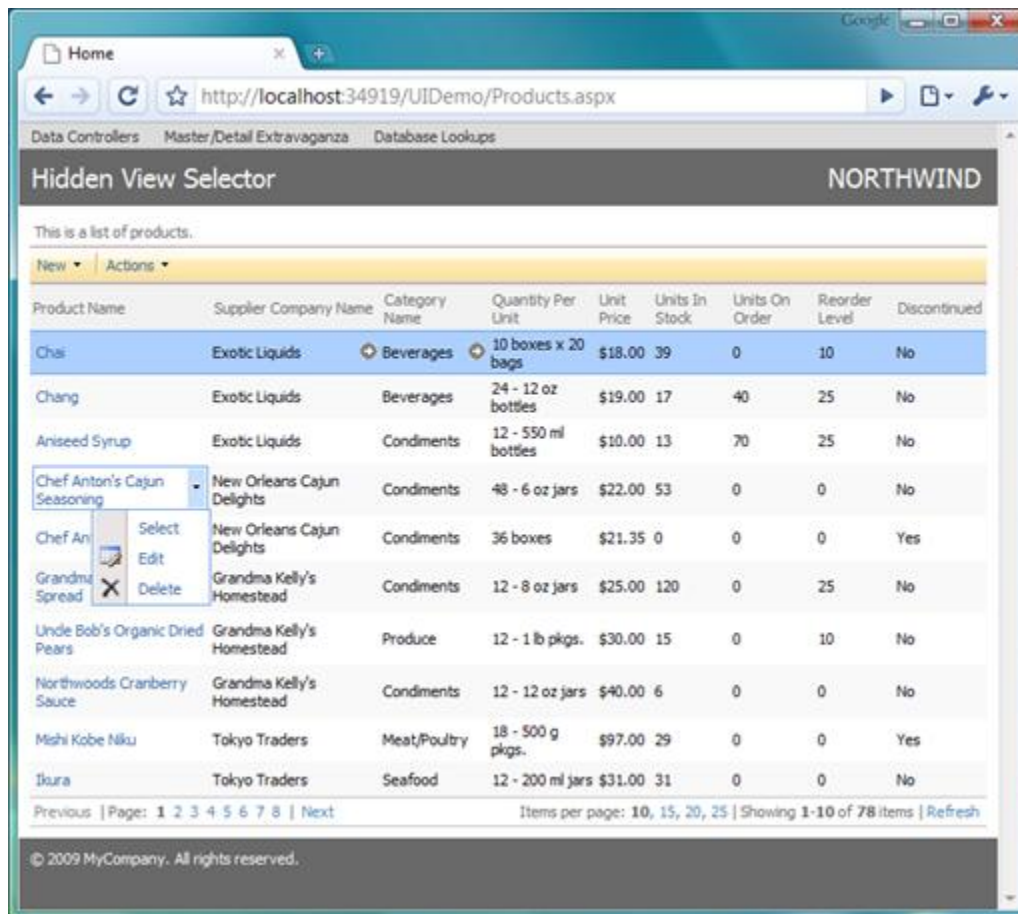 Google
Home
http://localhost:34919/UIDemo/Products.aspx
Data Controllers Master/Detail Extravaganza Database Lookups
Hidden View Selector NORTHWIND
This is a list of products.
New Actions
Product Name Supplier Company Name Category Name Quantity Per Unit Unit Price Units In Stock Units On Order Reorder Level Discontinued
Chai Exotic Liquids Beverages 10 boxes x 20 bags $18.00 39 0 10 No
Chang Exotic Liquids Beverages 24 - 12 oz bottles $19.00 17 40 25 No
Aniseed Syrup Exotic Liquids Condiments 12 - 550 ml bottles $10.00 13 70 25 No
Chef Anton's Cajun Seasoning New Orleans Cajun Delights Condiments 48 - 6 oz jars $22.00 53 0 0 No
Chef An New Orleans Cajun Delights Condiments 36 boxes $21.35 0 0 0 Yes
Select
Edit
Delete
Grandma Spread Grandma Kelly's Homestead Condiments 12 - 8 oz jars $25.00 120 0 25 No
Uncle Bob's Organic Dried Pears Grandma Kelly's Homestead Produce 12 - 1 lb pkgs. $30.00 15 0 10 No
Northwoods Cranberry Sauce Grandma Kelly's Homestead Condiments 12 - 12 oz jars $40.00 6 0 0 No
Mishi Kobe Niku Tokyo Traders Meat/Poultry 18 - 500 g pkgs. $97.00 29 0 0 Yes
Ikura Tokyo Traders Seafood 12 - 200 ml jars $31.00 31 0 0 No
Previous | Page: 1 2 3 4 5 6 7 8 | Next Items per page: 10, 15, 20, 25 | Showing 1-10 of 78 items | Refresh
© 2009 MyCompany. All rights reserved.